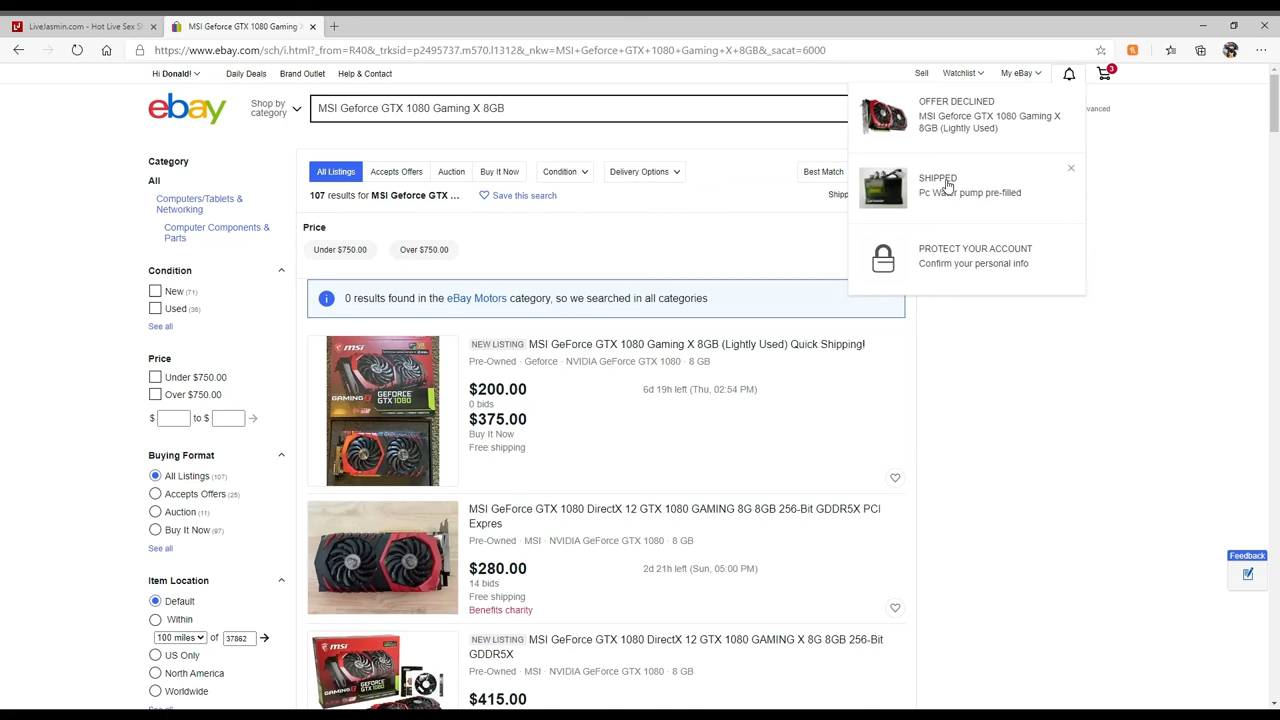 LiveJasmin.com - Hot Live Sex S
MSI Geforce GTX 1080 Gaming
https://www.ebay.com/sch/i.html?_from=R40&_trksid=p2495737.m570.l1312&_nkw=MSI+Geforce+GTX+1080+Gaming+X+8GB&_sacat=6000
Hi Donald!
Daily Deals
Brand Outlet
Help & Contact
Sell
Watchlist
My eBay
3
ebay
Shop by category
MSI Geforce GTX 1080 Gaming X 8GB
anced
OFFER DECLINED
MSI Geforce GTX 1080 Gaming X
8GB (Lightly Used)
SHIPPED
Pc Water pump pre-filled
PROTECT YOUR ACCOUNT
Confirm your personal info
Category
All
Computers/Tablets &
Networking
Computer Components &
Parts
Condition
New (71)
Used (36)
See all
Price
Under $750.00
Over $750.00
$ to $
Buying Format
All Listings (107)
Accepts Offers (25)
Auction (11)
Buy It Now (97)
See all
Item Location
Default
Within
100 miles of 37862
US Only
North America
Worldwide
All Listings
Accepts Offers
Auction
Buy It Now
Condition
Delivery Options
Best Match
107 results for MSI Geforce GTX ...
Save this search
Shipp
Price
Under $750.00
Over $750.00
0 results found in the eBay Motors category, so we searched in all categories
NEW LISTING MSI GeForce GTX 1080 Gaming X 8GB (Lightly Used) Quick Shipping!
Pre-Owned · Geforce · NVIDIA GeForce GTX 1080 · 8 GB
$200.00
6d 19h left (Thu, 02:54 PM)
0 bids
$375.00
Buy It Now
Free shipping
MSI GeForce GTX 1080 DirectX 12 GTX 1080 GAMING 8G 8GB 256-Bit GDDR5X PCI
Expres
Pre-Owned · MSI · NVIDIA GeForce GTX 1080 · 8 GB
$280.00
2d 21h left (Sun, 05:00 PM)
14 bids
Free shipping
Benefits charity
NEW LISTING MSI GeForce GTX 1080 DirectX 12 GTX 1080 GAMING X 8G 8GB 256-Bit
GDDR5X
Pre-Owned · MSI · NVIDIA GeForce GTX 1080 · 8 GB
$415.00
Feedback